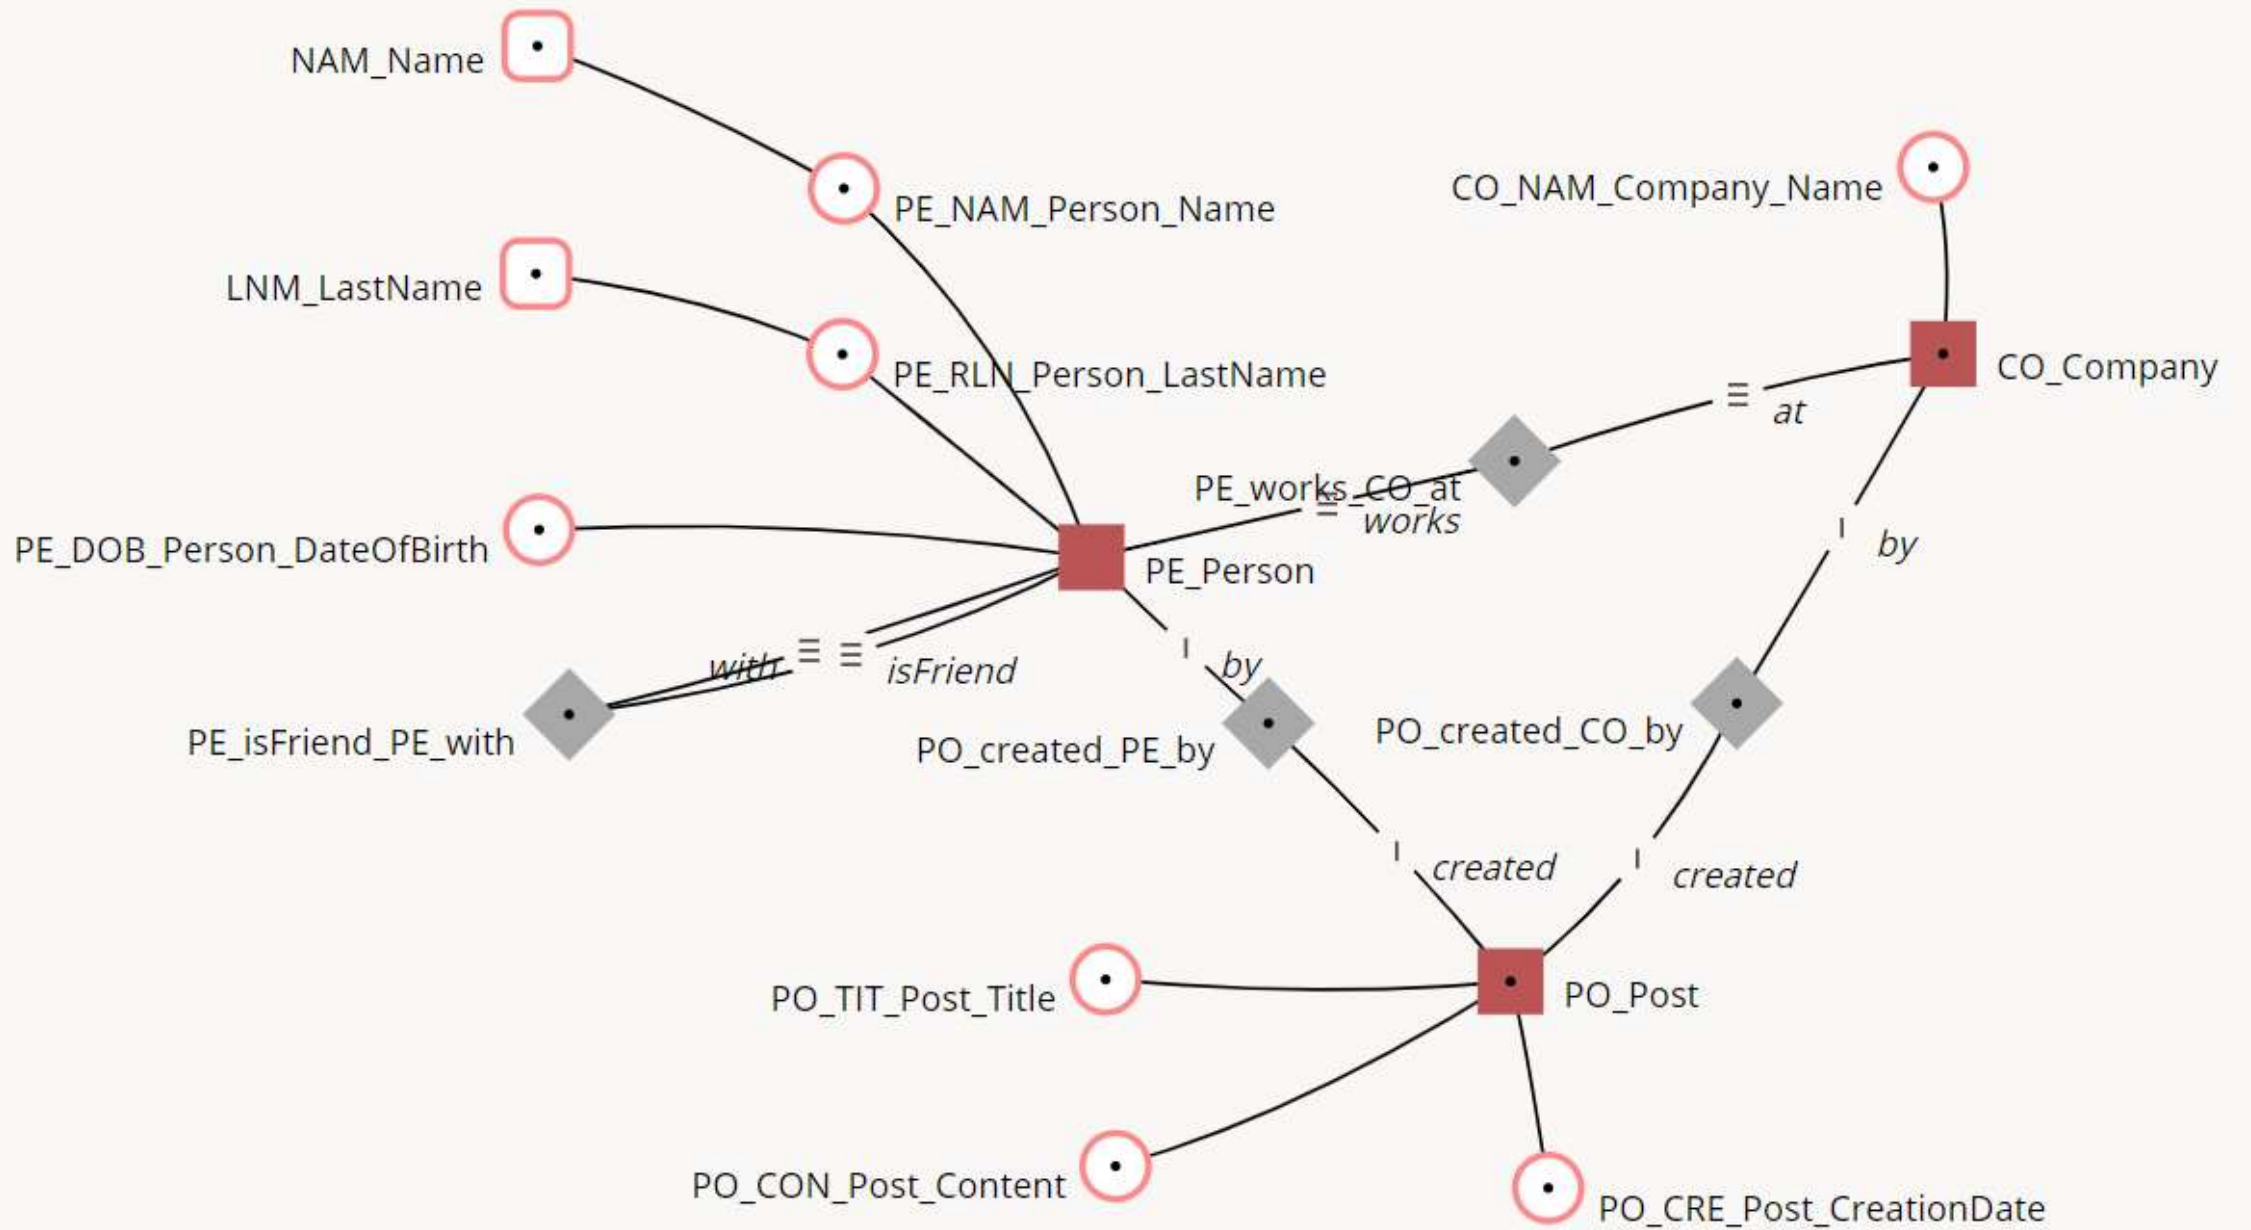 NAM_Name
PE_NAM_Person_Name
CO_NAM_Company_Name
LNM_LastName
PE_RLN_Person_LastName
CO_Company
at
PE_works_CO_at
works
PE_DOB_Person_DateOfBirth
by
PE_Person
with
isFriend
by
PE_isFriend_PE_with
PO_created_PE_by
PO_created_CO_by
created
created
PO_TIT_Post_Title
PO_Post
PO_CON_Post_Content
PO_CRE_Post_CreationDate